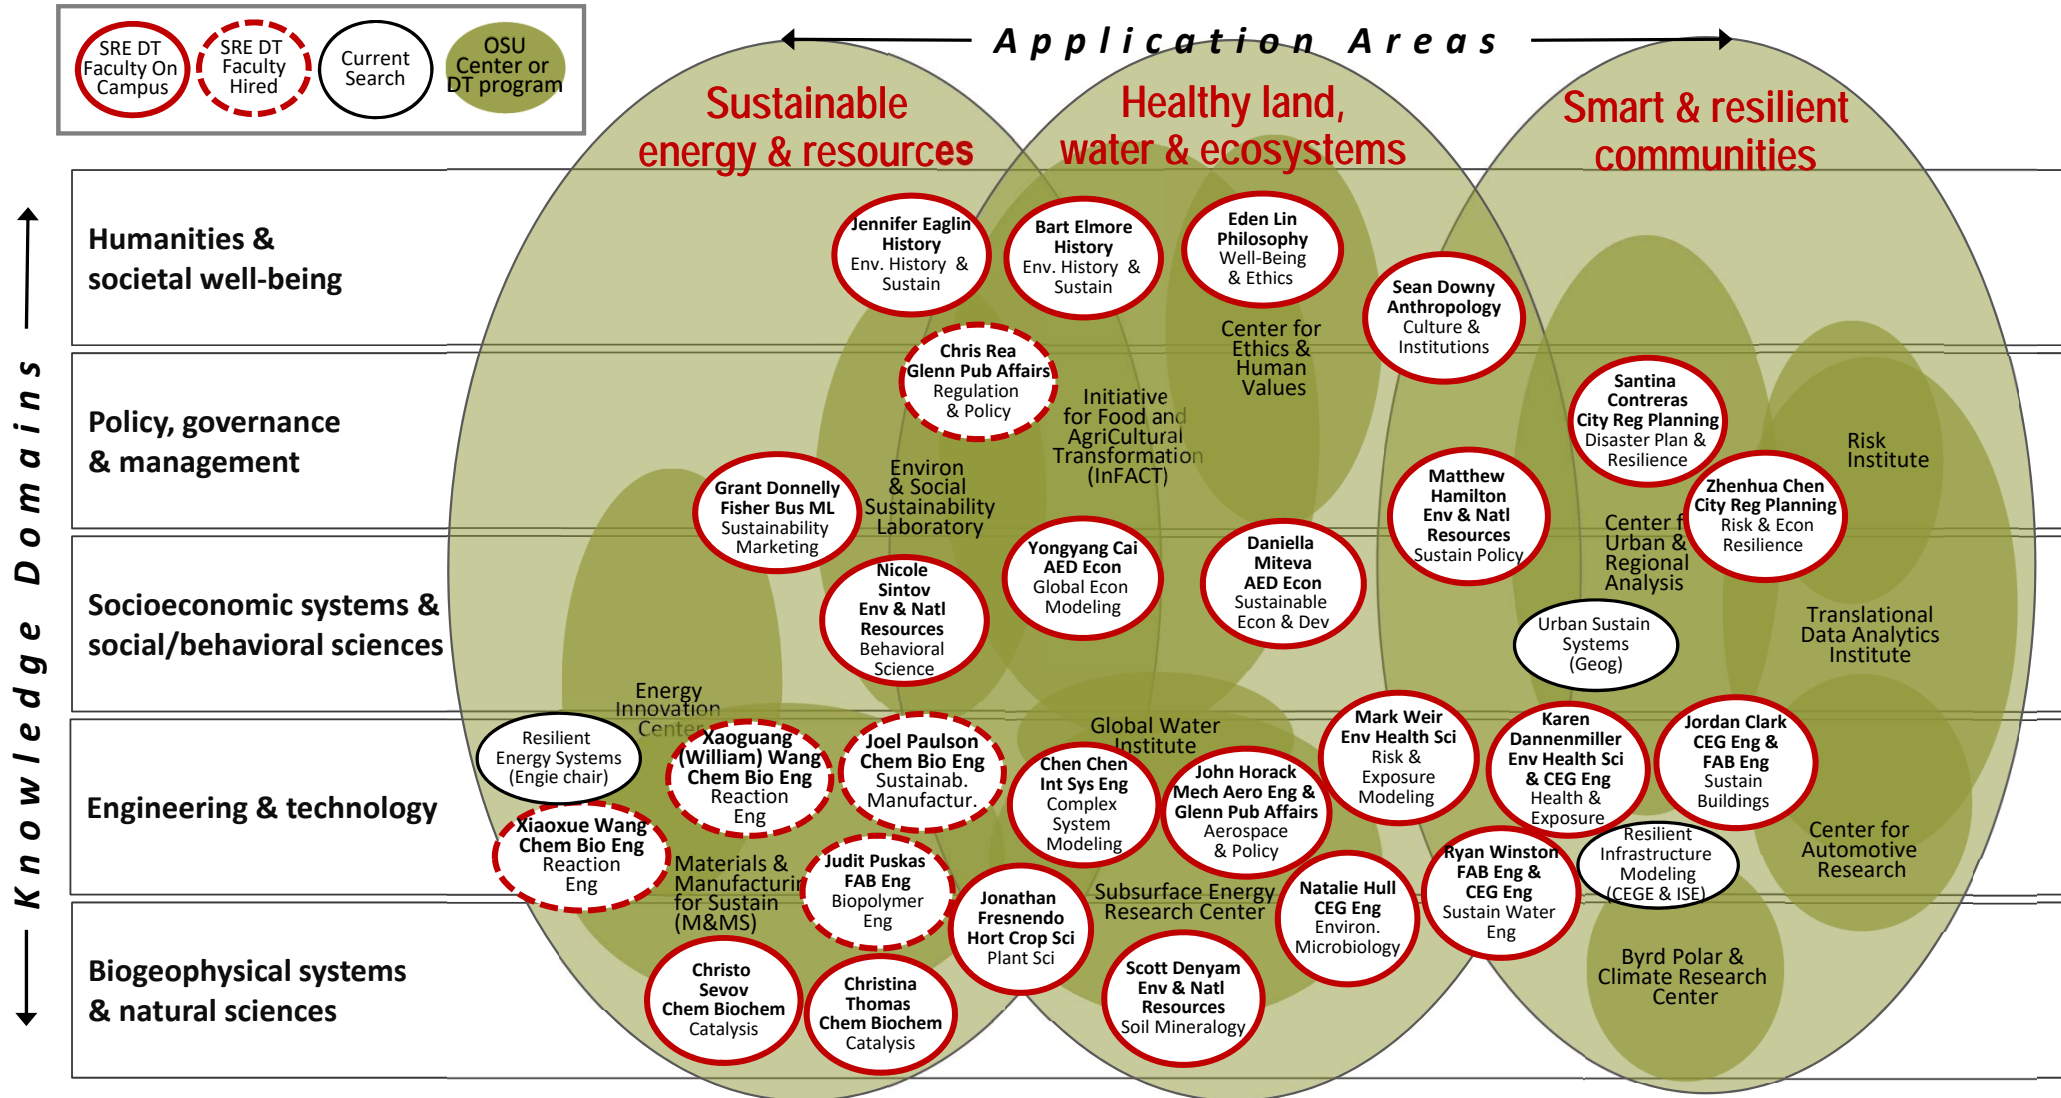 SRE DT
Faculty On
Campus
SRE DT
Faculty
Hired
Current
Search
OSU
Center or
DT program
Application Areas
Knowledge Domains
Sustainable
energy & resources
Healthy land,
water & ecosystems
Smart & resilient
communities
Humanities &
societal well-being
Jennifer Eaglin
History
Env. History &
Sustain
Bart Elmore
History
Env. History &
Sustain
Eden Lin
Philosophy
Well-Being
& Ethics
Sean Downy
Anthropology
Culture &
Institutions
Center for
Ethics &
Human
Values
Policy, governance
& management
Chris Rea
Glenn Pub Affairs
Regulation
& Policy
Initiative
for Food and
AgriCultural
Transformation
(InFACT)
Santina
Contreras
City Reg Planning
Disaster Plan &
Resilience
Risk
Institute
Grant Donnelly
Fisher Bus ML
Sustainability
Marketing
Environ
& Social
Sustainability
Laboratory
Matthew
Hamilton
Env & Natl
Resources
Sustain Policy
Zhenhua Chen
City Reg Planning
Risk & Econ
Resilience
Center f
Urban &
Regional
Analysis
Socioeconomic systems &
social/behavioral sciences
Nicole
Sintov
Env & Natl
Resources
Behavioral
Science
Yongyang Cai
AED Econ
Global Econ
Modeling
Daniella
Miteva
AED Econ
Sustainable
Econ & Dev
Urban Sustain
Systems
(Geog)
Translational
Data Analytics
Institute
Energy
Innovation
Center
Engineering & technology
Resilient
Energy Systems
(Engie chair)
Xaoguang
(William) Wang
Chem Bio Eng
Reaction
Eng
Joel Paulson
Chem Bio Eng
Sustainab.
Manufactur.
Global Water
Institute
Chen Chen
Int Sys Eng
Complex
System
Modeling
John Horack
Mech Aero Eng &
Glenn Pub Affairs
Aerospace
& Policy
Mark Weir
Env Health Sci
Risk &
Exposure
Modeling
Karen
Dannenmiller
Env Health Sci
& CEG Eng
Health &
Exposure
Jordan Clark
CEG Eng &
FAB Eng
Sustain
Buildings
Xiaoxue Wang
Chem Bio Eng
Reaction
Eng
Materials &
Manufacturin
for Sustain
(M&MS)
Judit Puskas
FAB Eng
Biopolymer
Eng
Jonathan
Fresnendo
Hort Crop Sci
Plant Sci
Subsurface Energy
Research Center
Natalie Hull
CEG Eng
Environ.
Microbiology
Ryan Winston
FAB Eng &
CEG Eng
Sustain Water
Eng
Resilient
Infrastructure
Modeling
(CEGE & ISE)
Center for
Automotive
Research
Biogeophysical systems
& natural sciences
Christo
Sevov
Chem Biochem
Catalysis
Christina
Thomas
Chem Biochem
Catalysis
Scott Denyam
Env & Natl
Resources
Soil Mineralogy
Byrd Polar &
Climate Research
Center